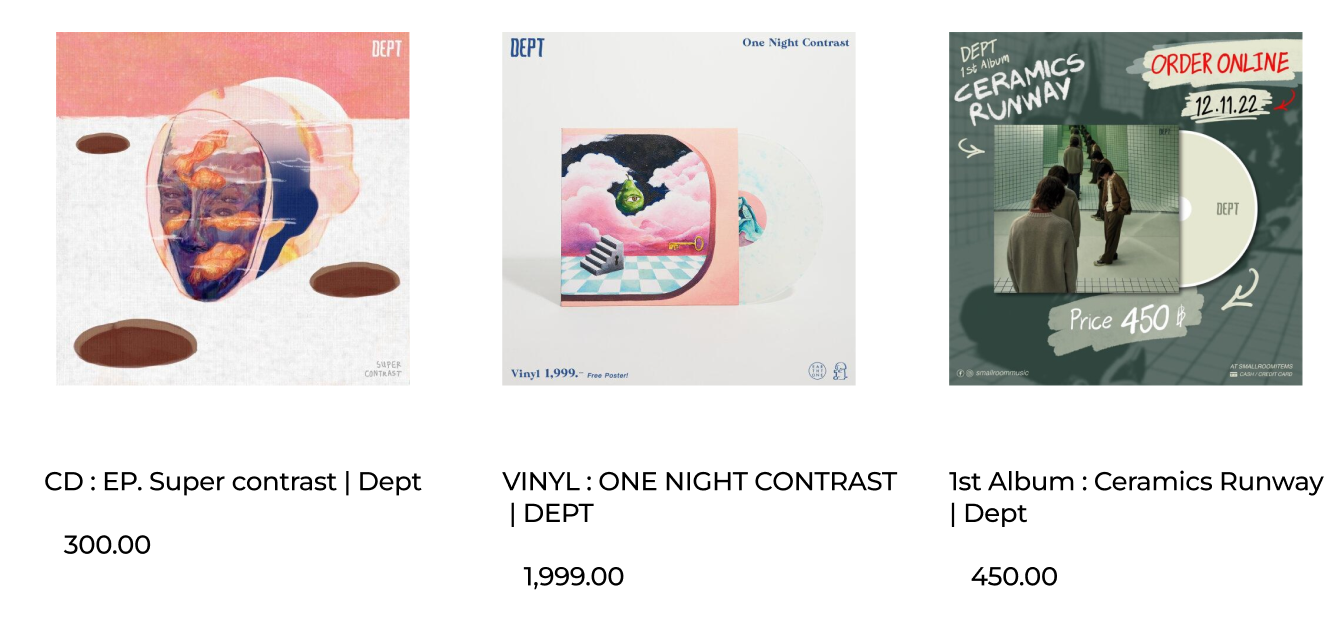 DEPT
SUPER
CONTRAST
CD : EP. Super contrast | Dept
300.00
DEPT
One Night Contrast
Vinyl 1,999.- Free Poster!
VINYL : ONE NIGHT CONTRAST
| DEPT
1,999.00
DEPT
1st Album
CERAMICS
RUNWAY
ORDER ONLINE
12.11.22
DEPT
DEPT
Price 450 ฿
smallroommusic
AT SMALLROOMITEMS
CASH / CREDIT CARD
1st Album : Ceramics Runway
| Dept
450.00